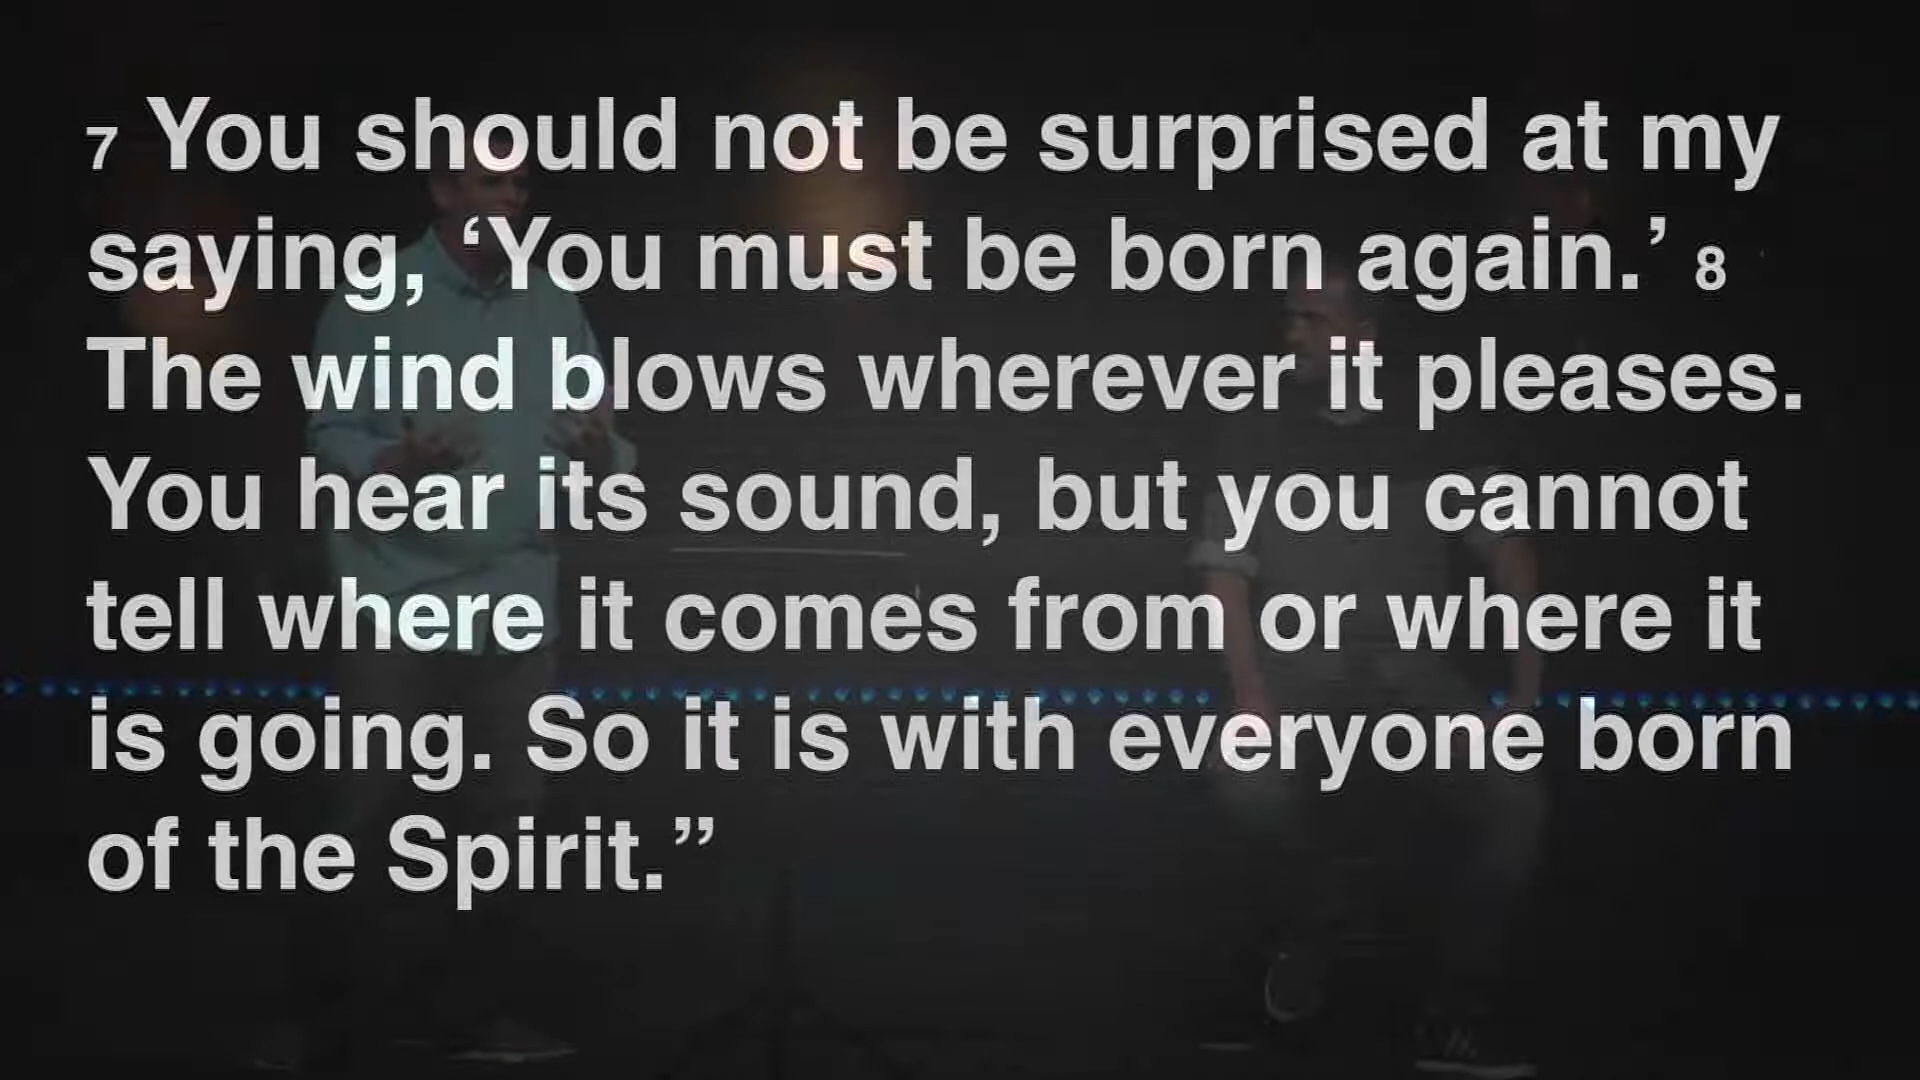 7 You should not be surprised at my
saying, ‘You must be born again.’ 8
The wind blows wherever it pleases.
You hear its sound, but you cannot
tell where it comes from or where it
is going. So it is with everyone born
of the Spirit.”